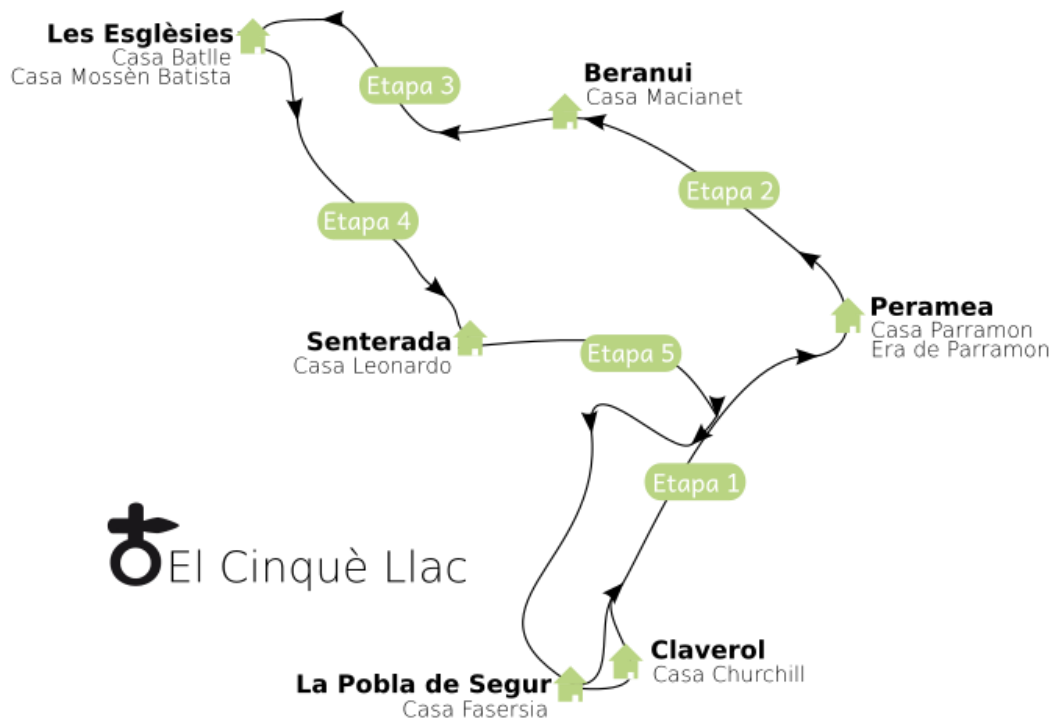 Les Esglèsies
Casa Batlle
Casa Mossèn Batista
Etapa 3
Beranui
Casa Macianet
Etapa 2
Etapa 4
Peramea
Casa Parramon
Era de Parramon
Senterada
Casa Leonardo
Etapa 5
Etapa 1
El Cinquè Llac
Claverol
Casa Churchill
La Pobla de Segur
Casa Fasersia